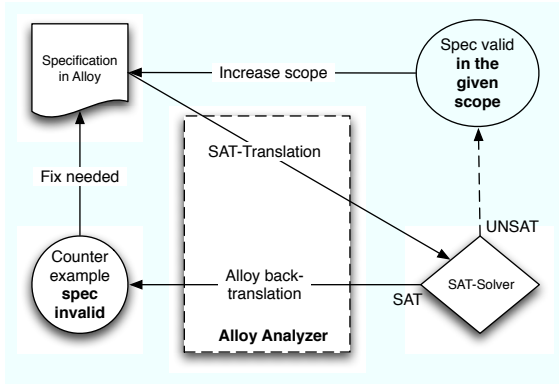 Specification
in Alloy
Increase scope
Spec valid
in the
given
scope
SAT-Translation
Fix needed
UNSAT
Counter
example
spec
invalid
Alloy back-
translation
SAT
SAT-Solver
Alloy Analyzer